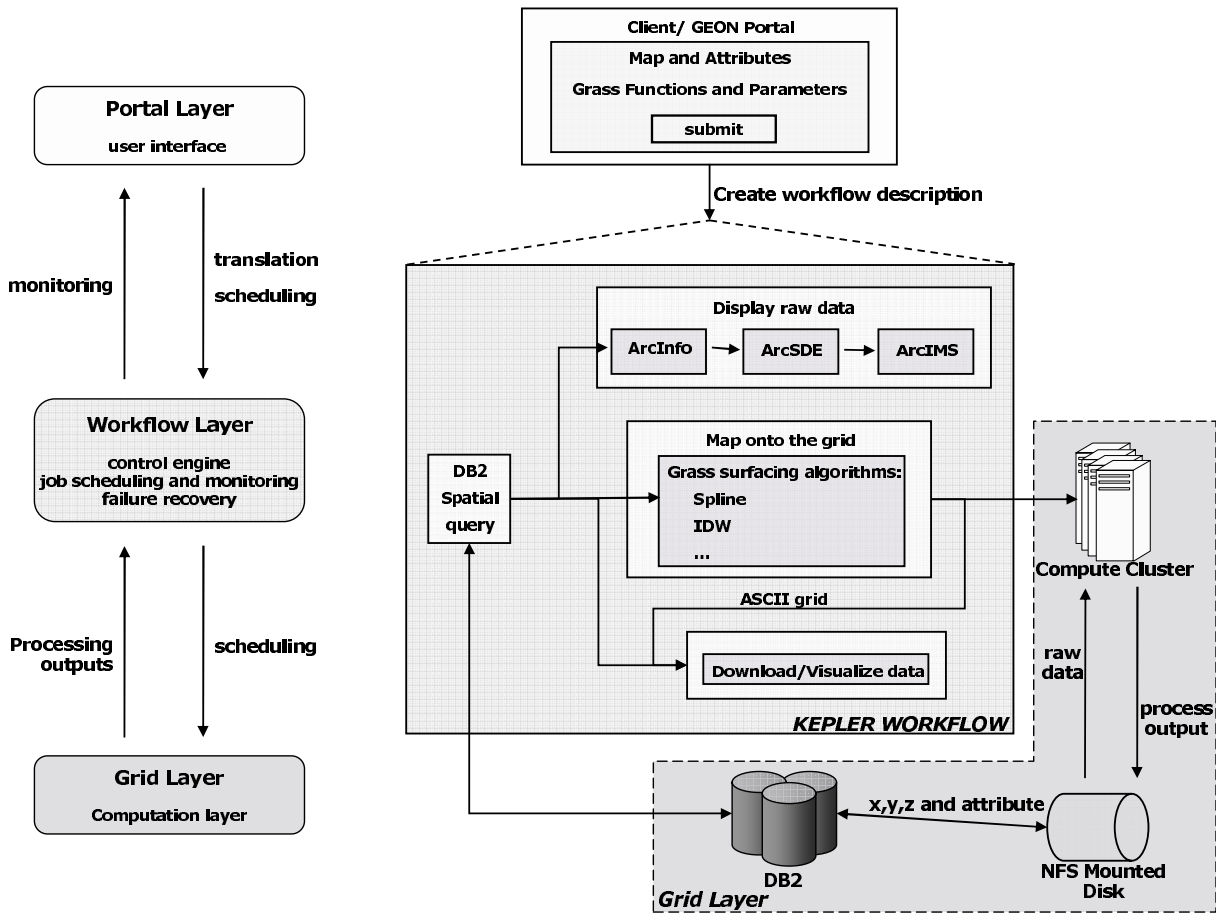 Portal Layer
user interface
monitoring
translation
scheduling
Workflow Layer
control engine
job scheduling and monitoring
failure recovery
Processing
outputs
scheduling
Grid Layer
Computation layer
Client/ GEON Portal
Map and Attributes
Grass Functions and Parameters
submit
Create workflow description
Display raw data
ArcInfo
ArcSDE
ArcIMS
DB2
Spatial
query
Map onto the grid
Grass surfacing algorithms:
Spline
IDW
...
ASCII grid
Download/Visualize data
KEPLER WORKFLOW
Compute Cluster
raw
data
process
output
x,y,z and attribute
DB2
NFS Mounted
Disk
Grid Layer